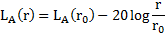 L_A(r) = L_A(r_0) − 20 log r/r_0